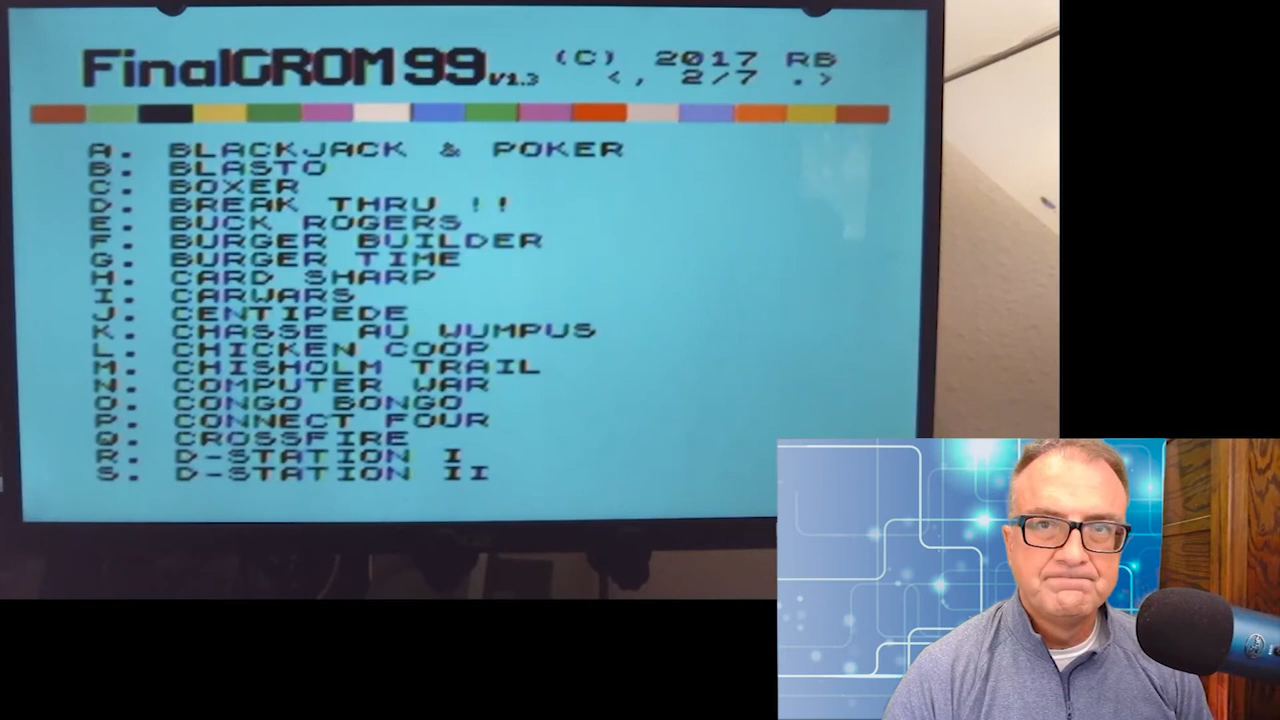 FinalGROM 99 V1.3 (C) 2017 RB
<, 2/7 .>
A. BLACKJACK & POKER
B. BLASTO
C. BOXER
D. BREAK THRU !!
E. BUCK ROGERS
F. BURGER BUILDER
G. BURGER TIME
H. CARD SHARP
I. CARWARS
J. CENTIPEDE
K. CHASSE AU WUMPUS
L. CHICKEN COOP
M. CHISHOLM TRAIL
N. COMPUTER WAR
O. CONGO BONGO
P. CONNECT FOUR
Q. CROSSFIRE
R. D-STATION I
S. D-STATION II